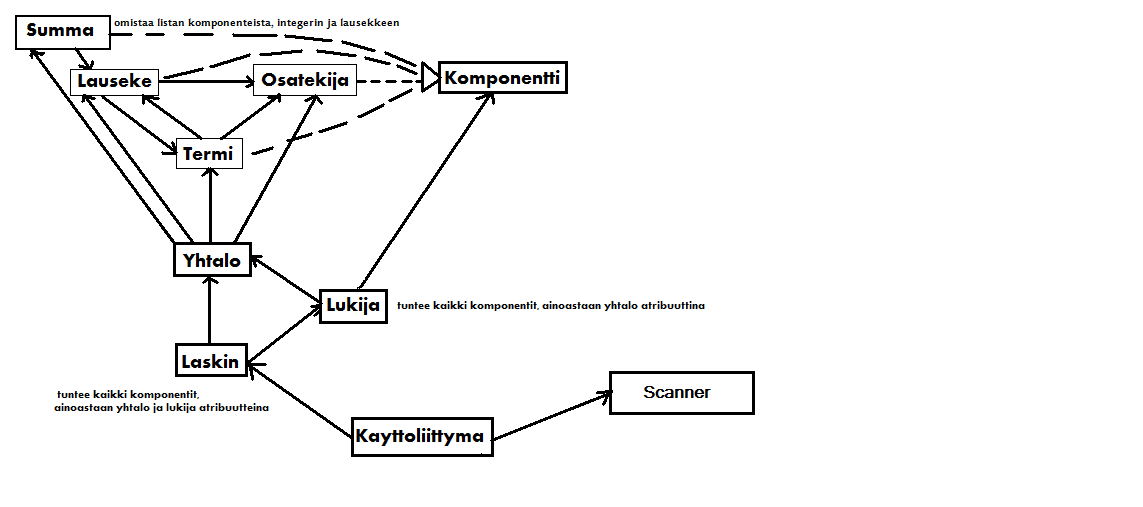 omistaa listan komponenteista, integerin ja lausekkeen
Summa
Lauseke
Osatekija
Komponentti
Termi
Yhtalo
Lukija
tuntee kaikki komponentit, ainoastaan yhtalo atribuuttina
Laskin
tuntee kaikki komponentit,
ainoastaan yhtalo ja lukija atribuutteina
Scanner
Kayttoliittyma